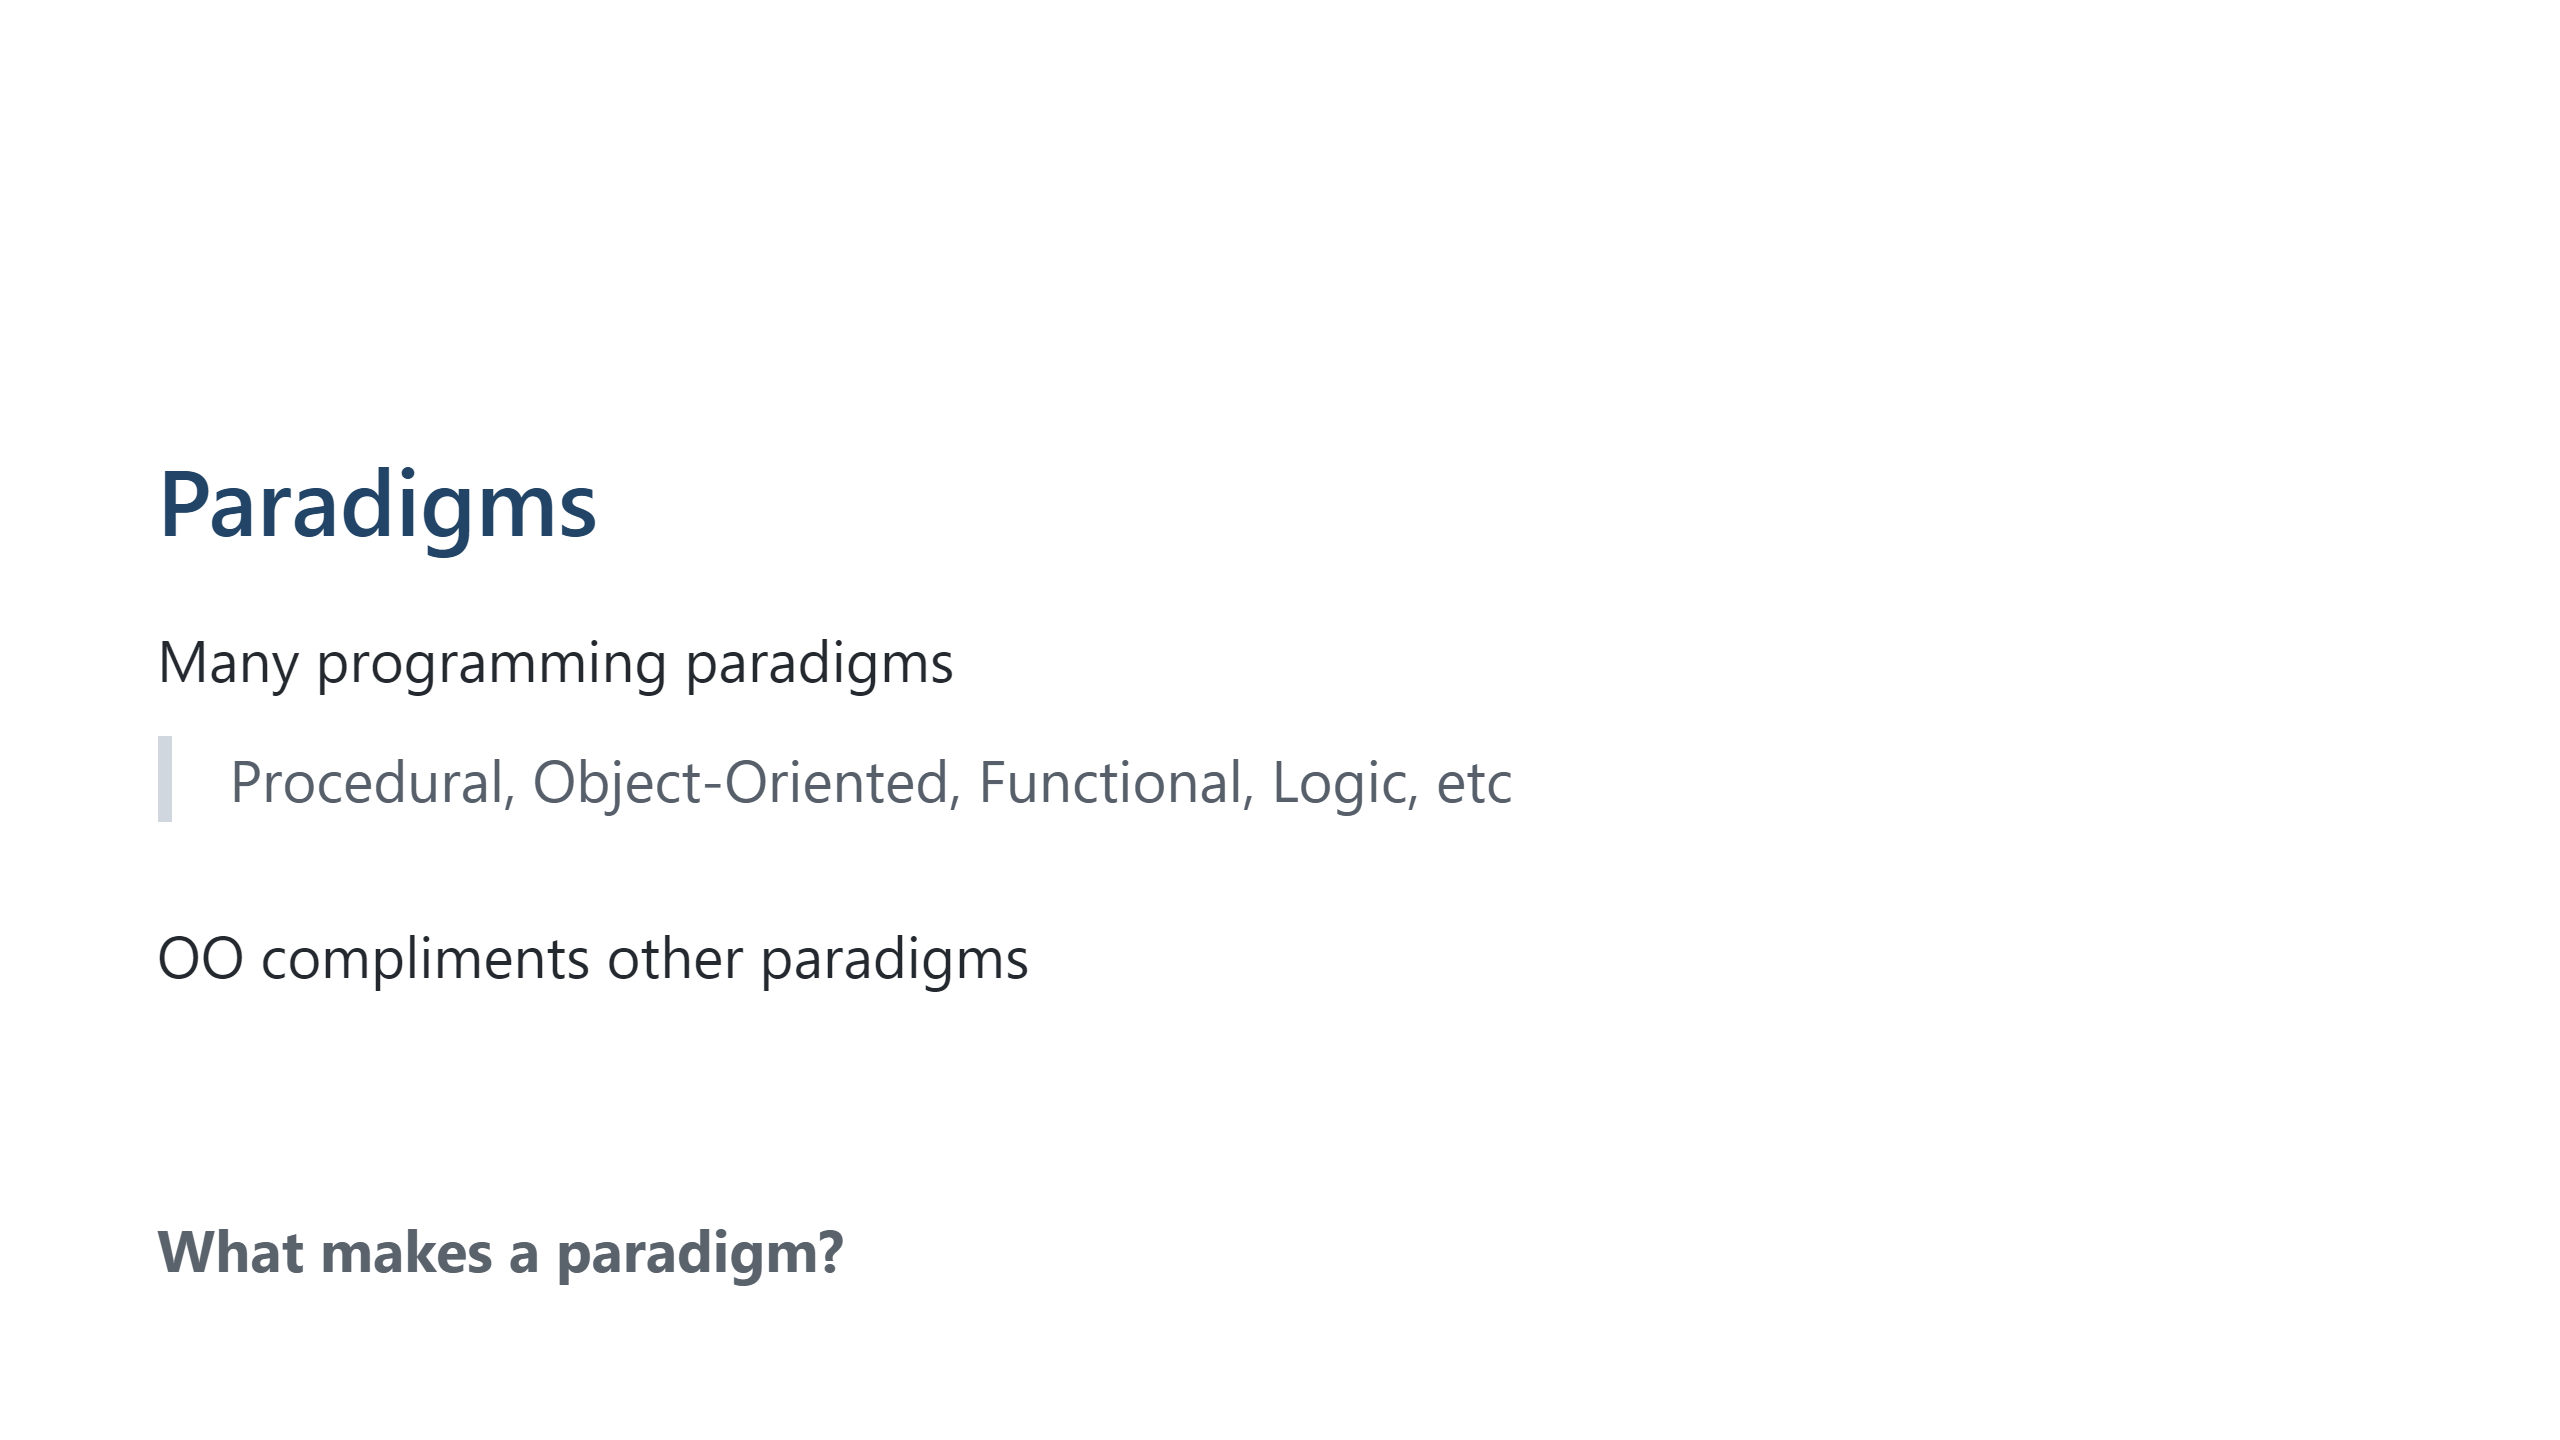 Paradigms
Many programming paradigms
Procedural, Object-Oriented, Functional, Logic, etc
OO compliments other paradigms
What makes a paradigm?